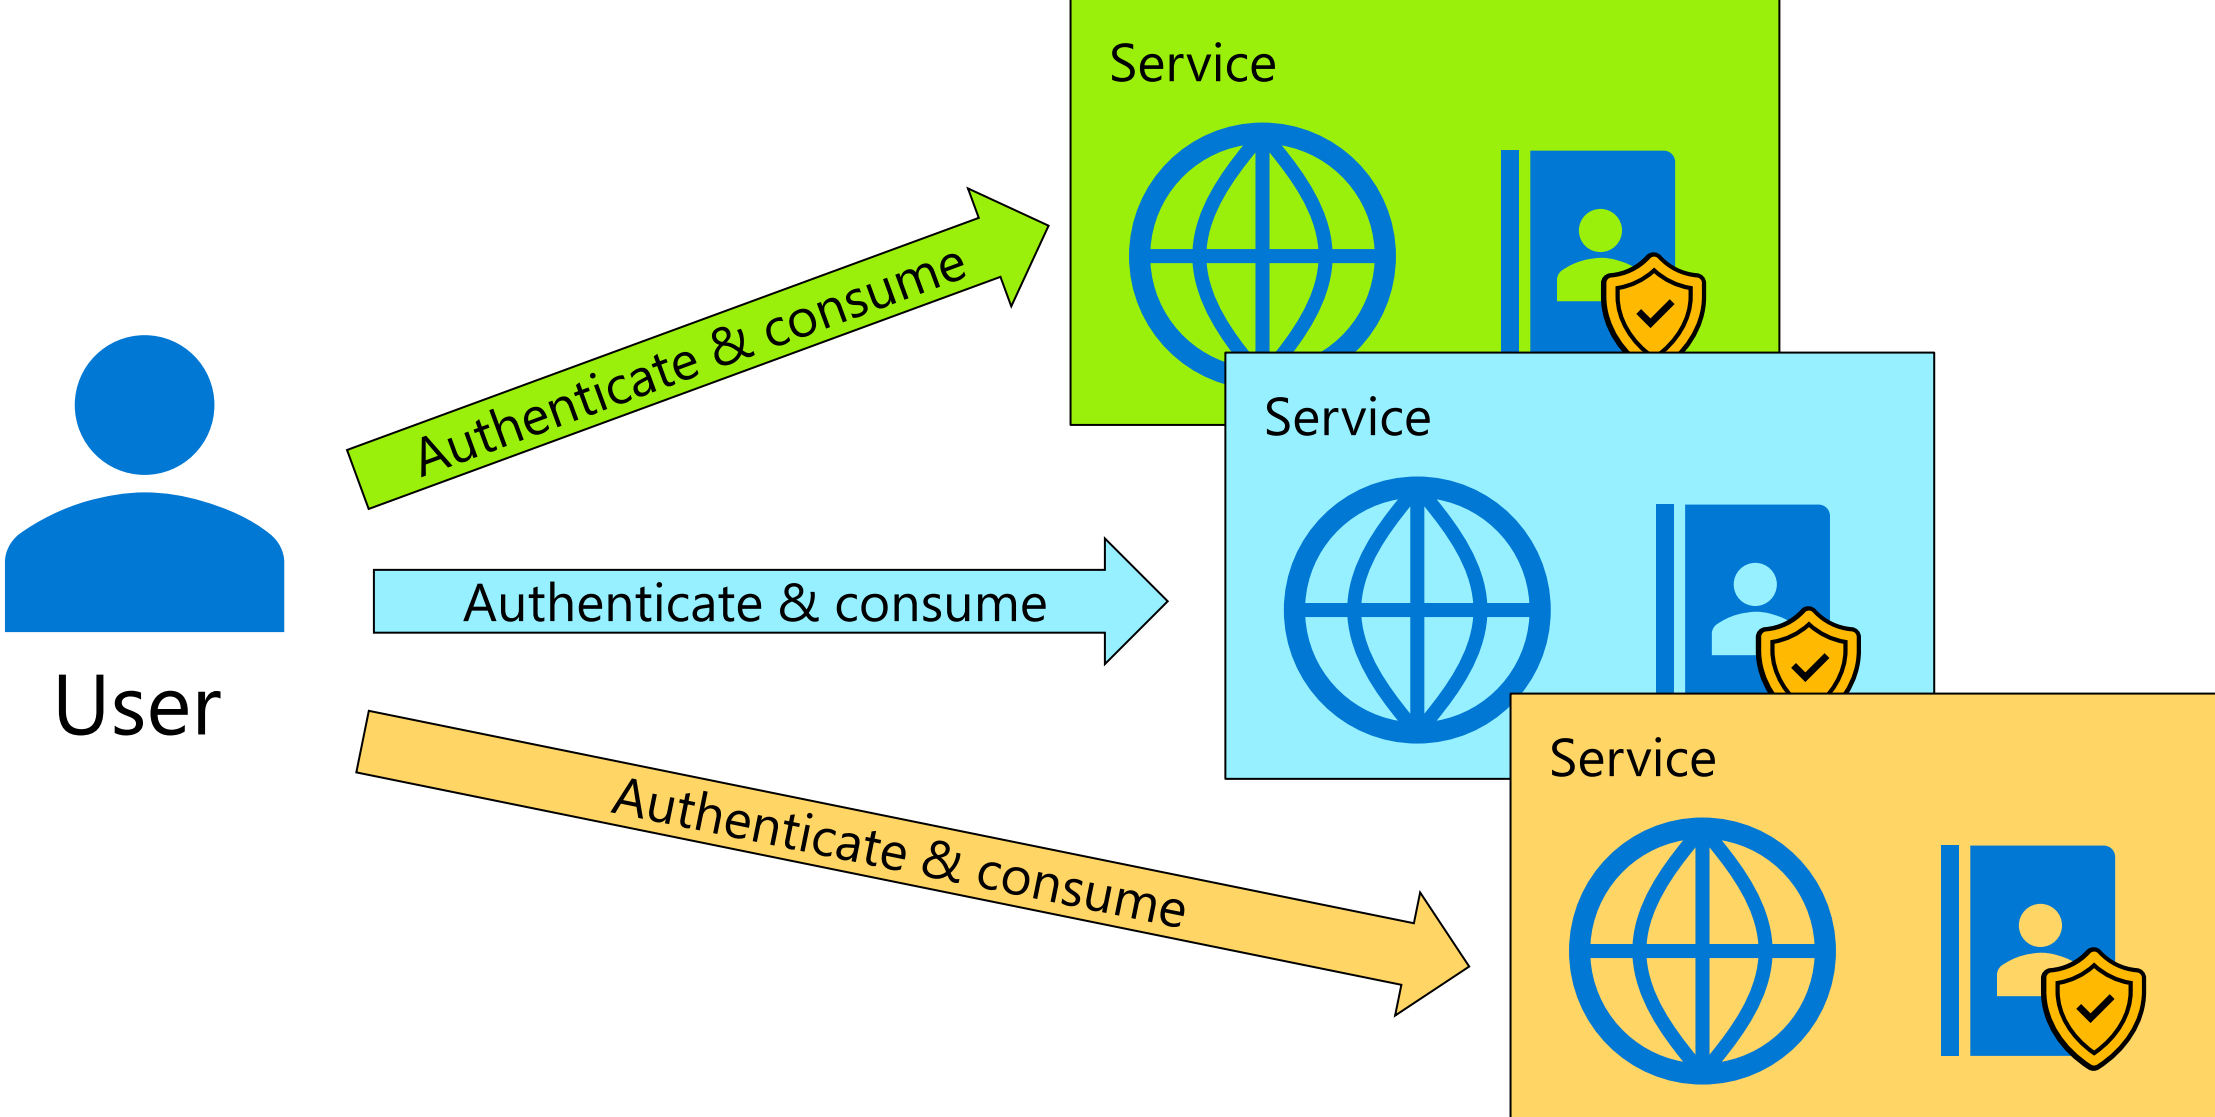 Service
Authenticate & consume
Service
Authenticate & consume
User
Service
Authenticate & consume